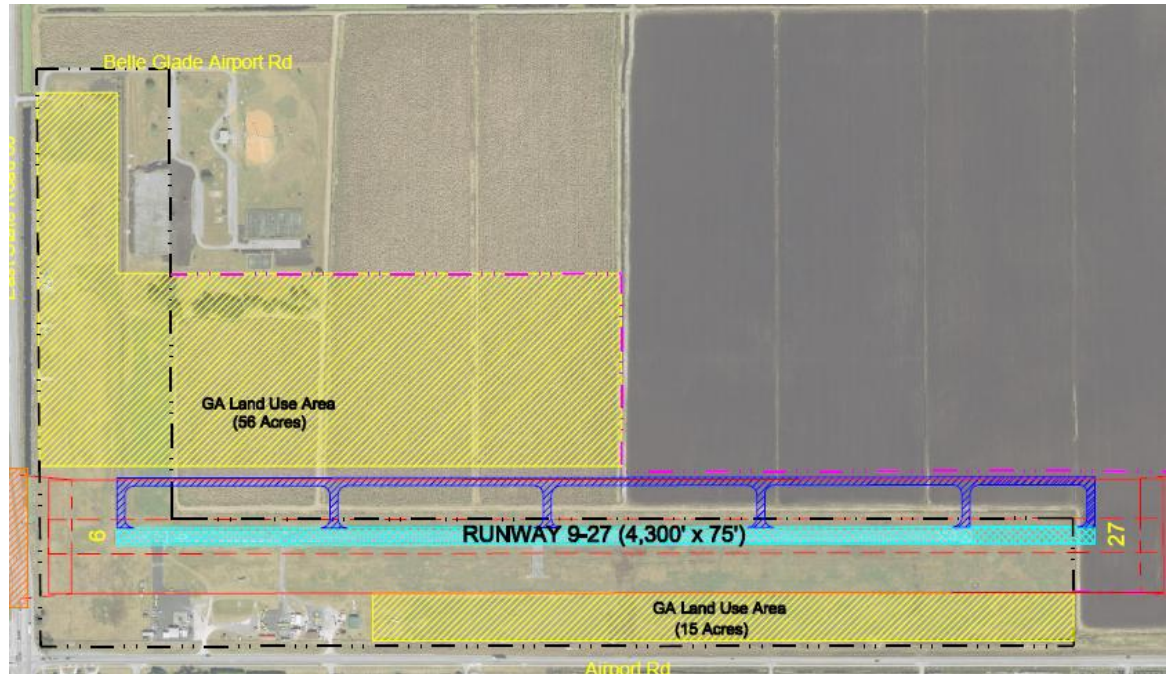 Belle Glade Airport Rd
GA Land Use Area
(56 Acres)
9
RUNWAY 9-27 (4,300' x 75')
27
GA Land Use Area
(15 Acres)
Airport Rd